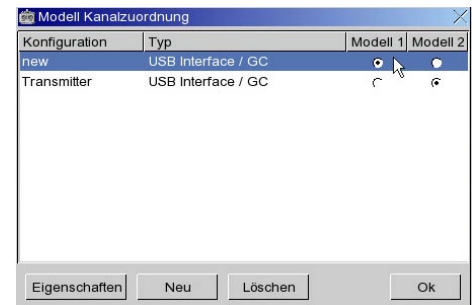 Modell Kanalzuordnung
Konfiguration Typ Modell 1 Modell 2
new USB Interface / GC
Transmitter USB Interface / GC
Eigenschaften Neu Löschen Ok